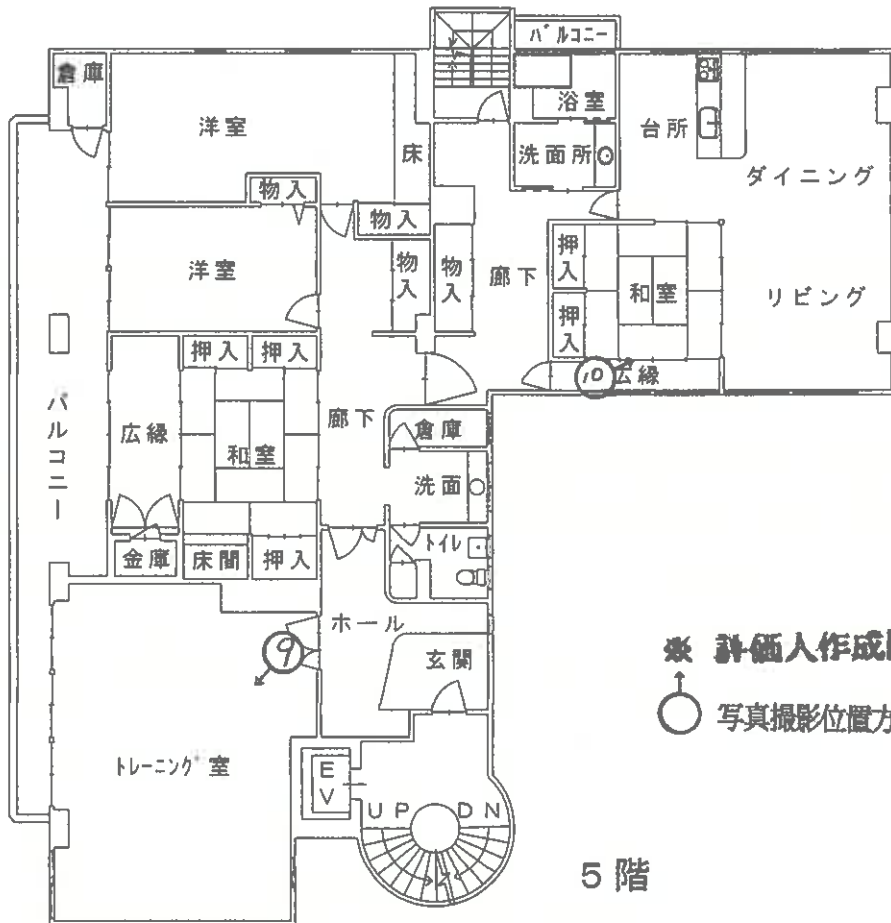 バルコニー
倉庫
洋室
床
浴室
洗面所
台所
ダイニング
物入
物入
洋室
物入
物入
廊下
押入
押入
和室
リビング
⑩
広縁
押入
押入
バルコニー
広縁
和室
廊下
倉庫
洗面
トイレ
金庫
床間
押入
ホール
⑨
玄関
※ 評価人作成
写真撮影位置方
トレーニング室
EV
UP
DN
5階